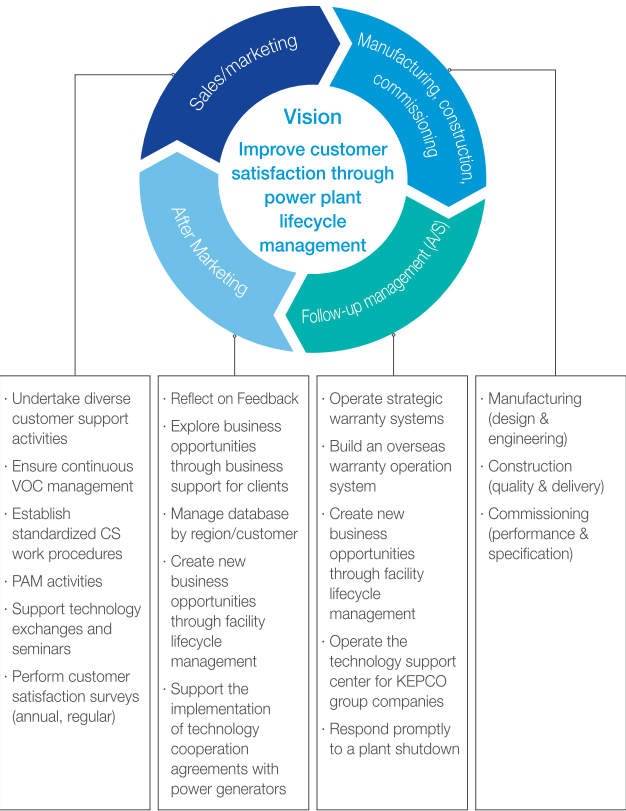 Sales/marketing
Manufacturing, construction,
commissioning
Vision
Improve customer
satisfaction through
power plant
lifecycle
management
After Marketing
Follow-up management (A/S)
· Undertake diverse
customer support
activities
· Ensure continuous
VOC management
· Establish
standardized CS
work procedures
· PAM activities
· Support technology
exchanges and
seminars
· Perform customer
satisfaction surveys
(annual, regular)
· Reflect on Feedback
· Explore business
opportunities
through business
support for clients
· Manage database
by region/customer
· Create new
business
opportunities
through facility
lifecycle
management
· Support the
implementation
of technology
cooperation
agreements with
power generators
· Operate strategic
warranty systems
· Build an overseas
warranty operation
system
· Create new
business
opportunities
through facility
lifecycle
management
· Operate the
technology support
center for KEPCO
group companies
· Respond promptly
to a plant shutdown
· Manufacturing
(design &
engineering)
· Construction
(quality & delivery)
· Commissioning
(performance &
specification)